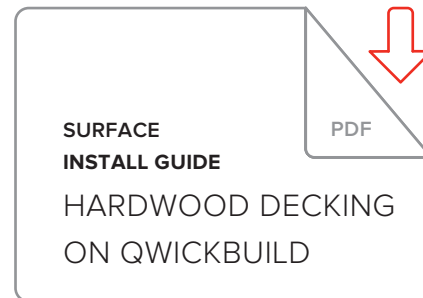 PDF
SURFACE
INSTALL GUIDE
HARDWOOD DECKING
ON QWICKBUILD